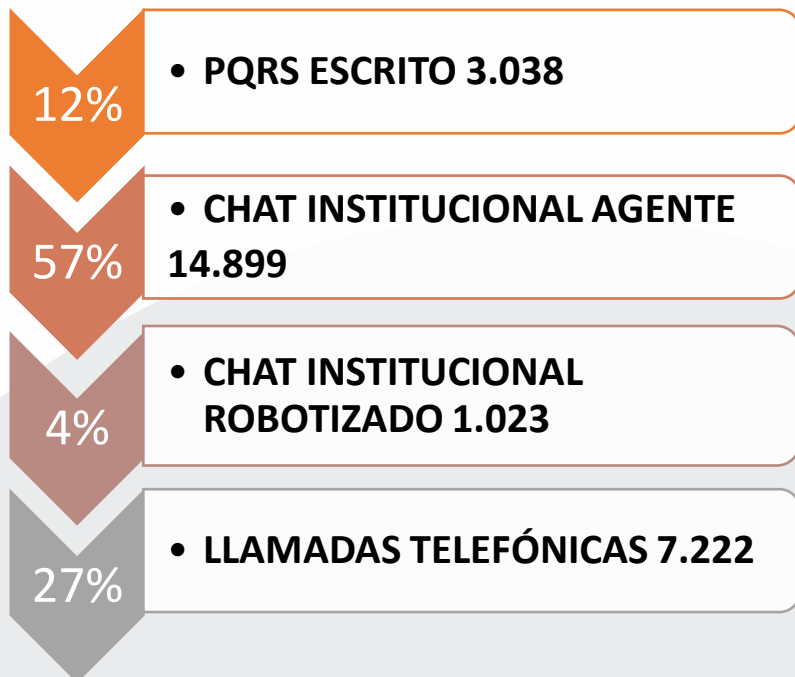 12%
• PQRS ESCRITO 3.038
57%
• CHAT INSTITUCIONAL AGENTE
14.899
4%
• CHAT INSTITUCIONAL
ROBOTIZADO 1.023
27%
• LLAMADAS TELEFÓNICAS 7.222